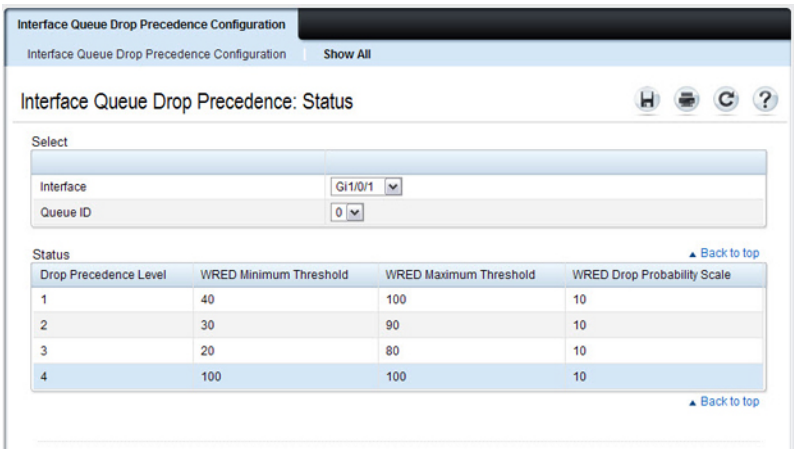 Interface Queue Drop Precedence Configuration
Interface Queue Drop Precedence Configuration Show All
Interface Queue Drop Precedence: Status
Select
Interface Gi1/0/1
Queue ID 0
Status Back to top
Drop Precedence Level WRED Minimum Threshold WRED Maximum Threshold WRED Drop Probability Scale
1 40 100 10
2 30 90 10
3 20 80 10
4 100 100 10
Back to top